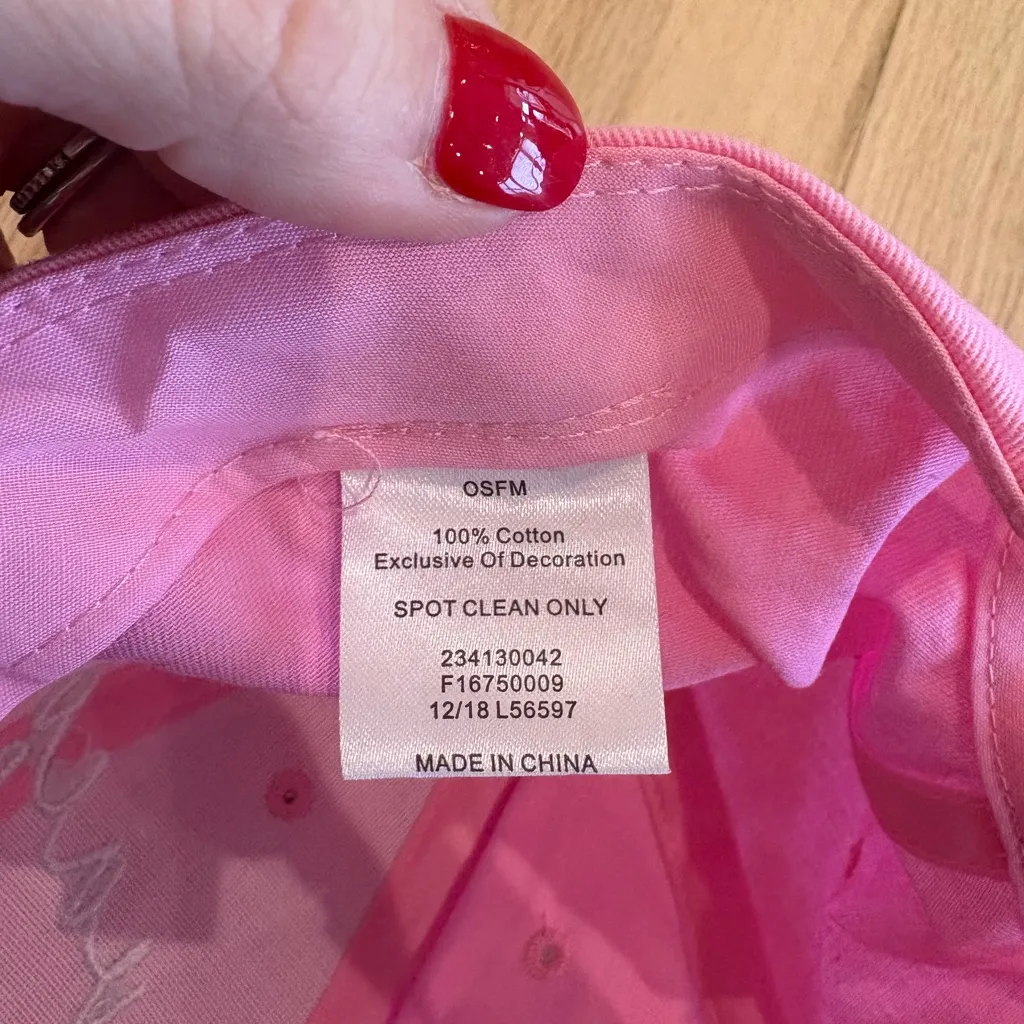 OSFM
100% Cotton
Exclusive Of Decoration
SPOT CLEAN ONLY
234130042
F16750009
12/18 L56597
MADE IN CHINA